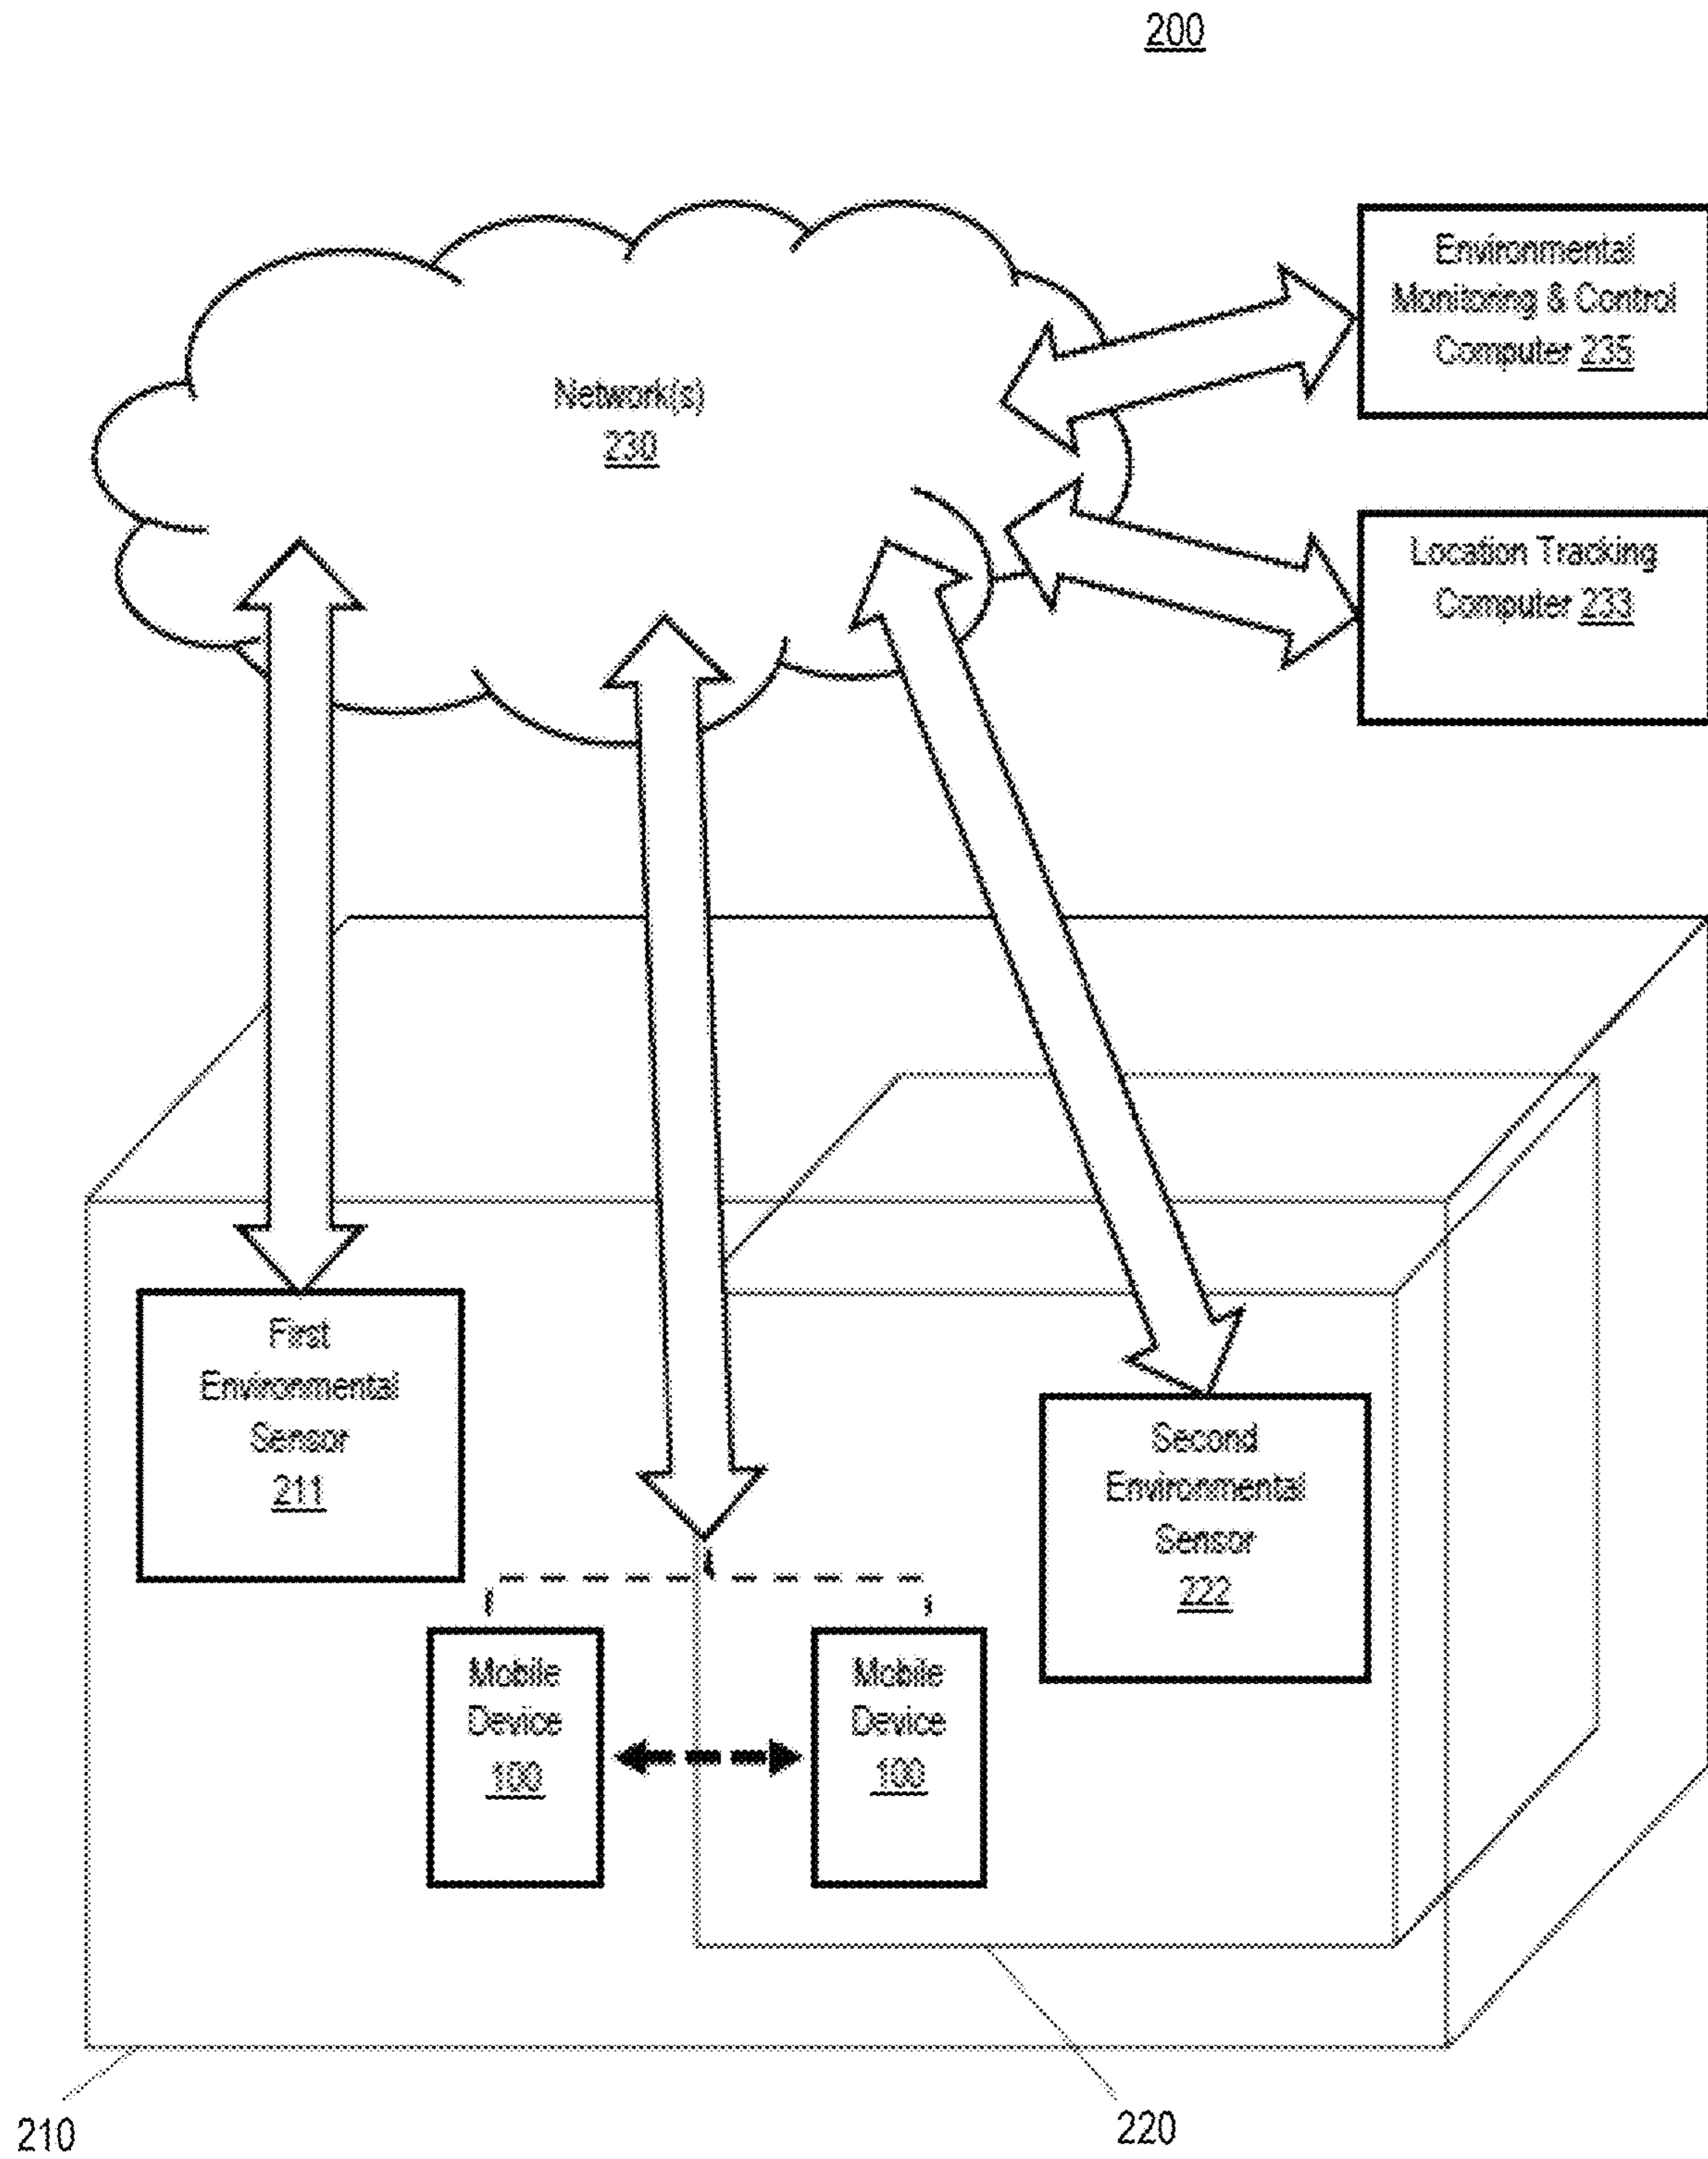 200
Environmental
Monitoring & Control
Computer 235
Network(s)
230
Location Tracking
Computer 233
First
Environmental
Sensor
211
Second
Environmental
Sensor
222
Mobile
Device
100
Mobile
Device
100
210
220